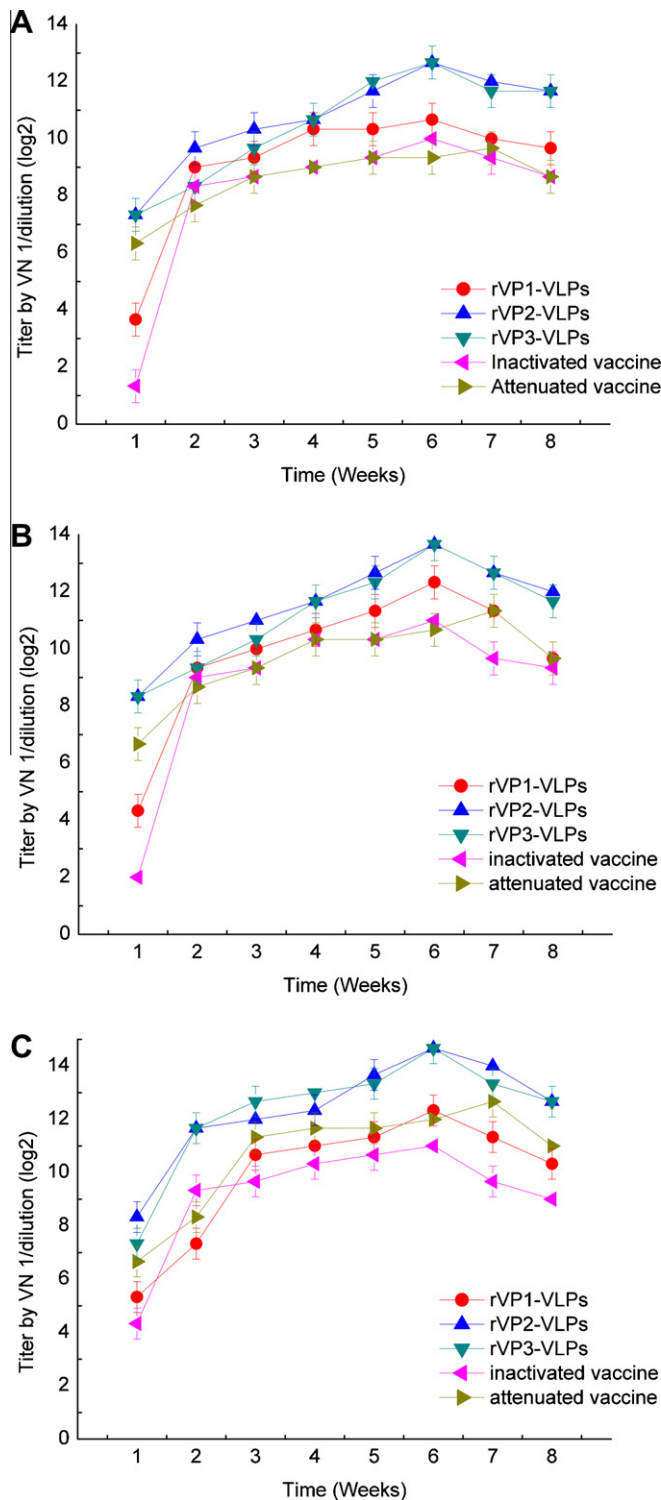 A
Titer by VN 1/dilution (log2)
14
12
10
8
6
4
2
0
rVP1-VLPs
rVP2-VLPs
rVP3-VLPs
Inactivated vaccine
Attenuated vaccine
1 2 3 4 5 6 7 8
Time (Weeks)
B
Titer by VN 1/dilution (log2)
14
12
10
8
6
4
2
0
rVP1-VLPs
rVP2-VLPs
rVP3-VLPs
inactivated vaccine
attenuated vaccine
1 2 3 4 5 6 7 8
Time (Weeks)
C
Titer by VN 1/dilution (log2)
14
12
10
8
6
4
2
0
rVP1-VLPs
rVP2-VLPs
rVP3-VLPs
inactivated vaccine
attenuated vaccine
1 2 3 4 5 6 7 8
Time (Weeks)